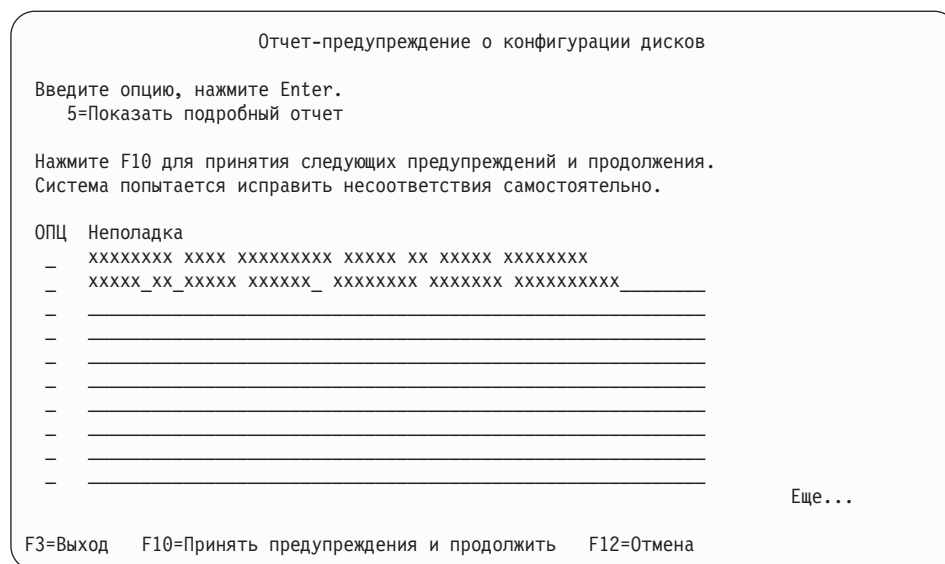 Отчет-предупреждение о конфигурации дисков
Введите опцию, нажмите Enter.
5=Показать подробный отчет
Нажмите F10 для принятия следующих предупреждений и продолжения.
Система попытается исправить несоответствия самостоятельно.
ОПЦ Неполадка
_ xxxxxxxx xxxx xxxxxxxxx xxxxx xx xxxxx xxxxxxxx
_ xxxxx_xx_xxxxx xxxxxx_ xxxxxxxx xxxxxxx xxxxxxxxxx________
Еще...
F3=Выход F10=Принять предупреждения и продолжить F12=Отмена